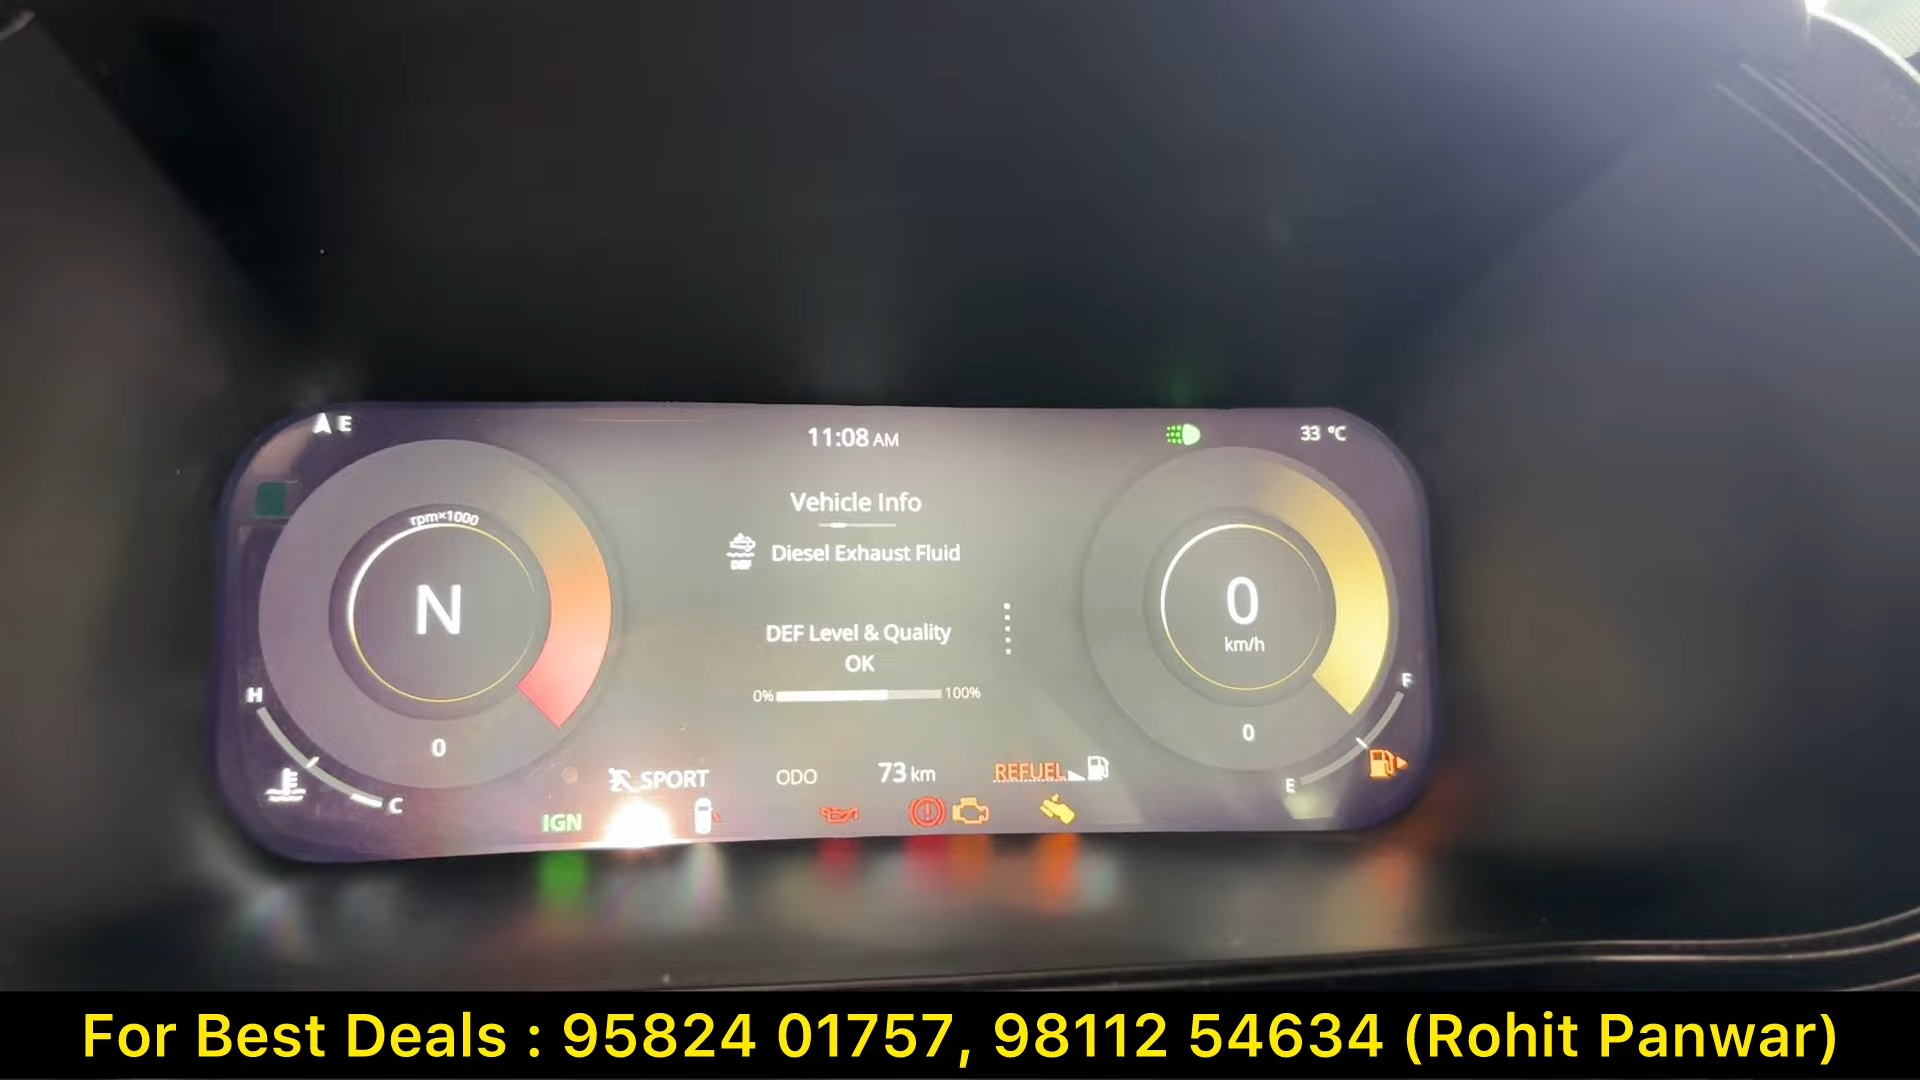 A E
11:08 AM
33 °C
Vehicle Info
rpm×1000
DEF
Diesel Exhaust Fluid
N
0
km/h
DEF Level & Quality
OK
0%
100%
H
F
0
0
SPORT
ODO
73 km
REFUEL
E
C
IGN
For Best Deals : 95824 01757, 98112 54634 (Rohit Panwar)